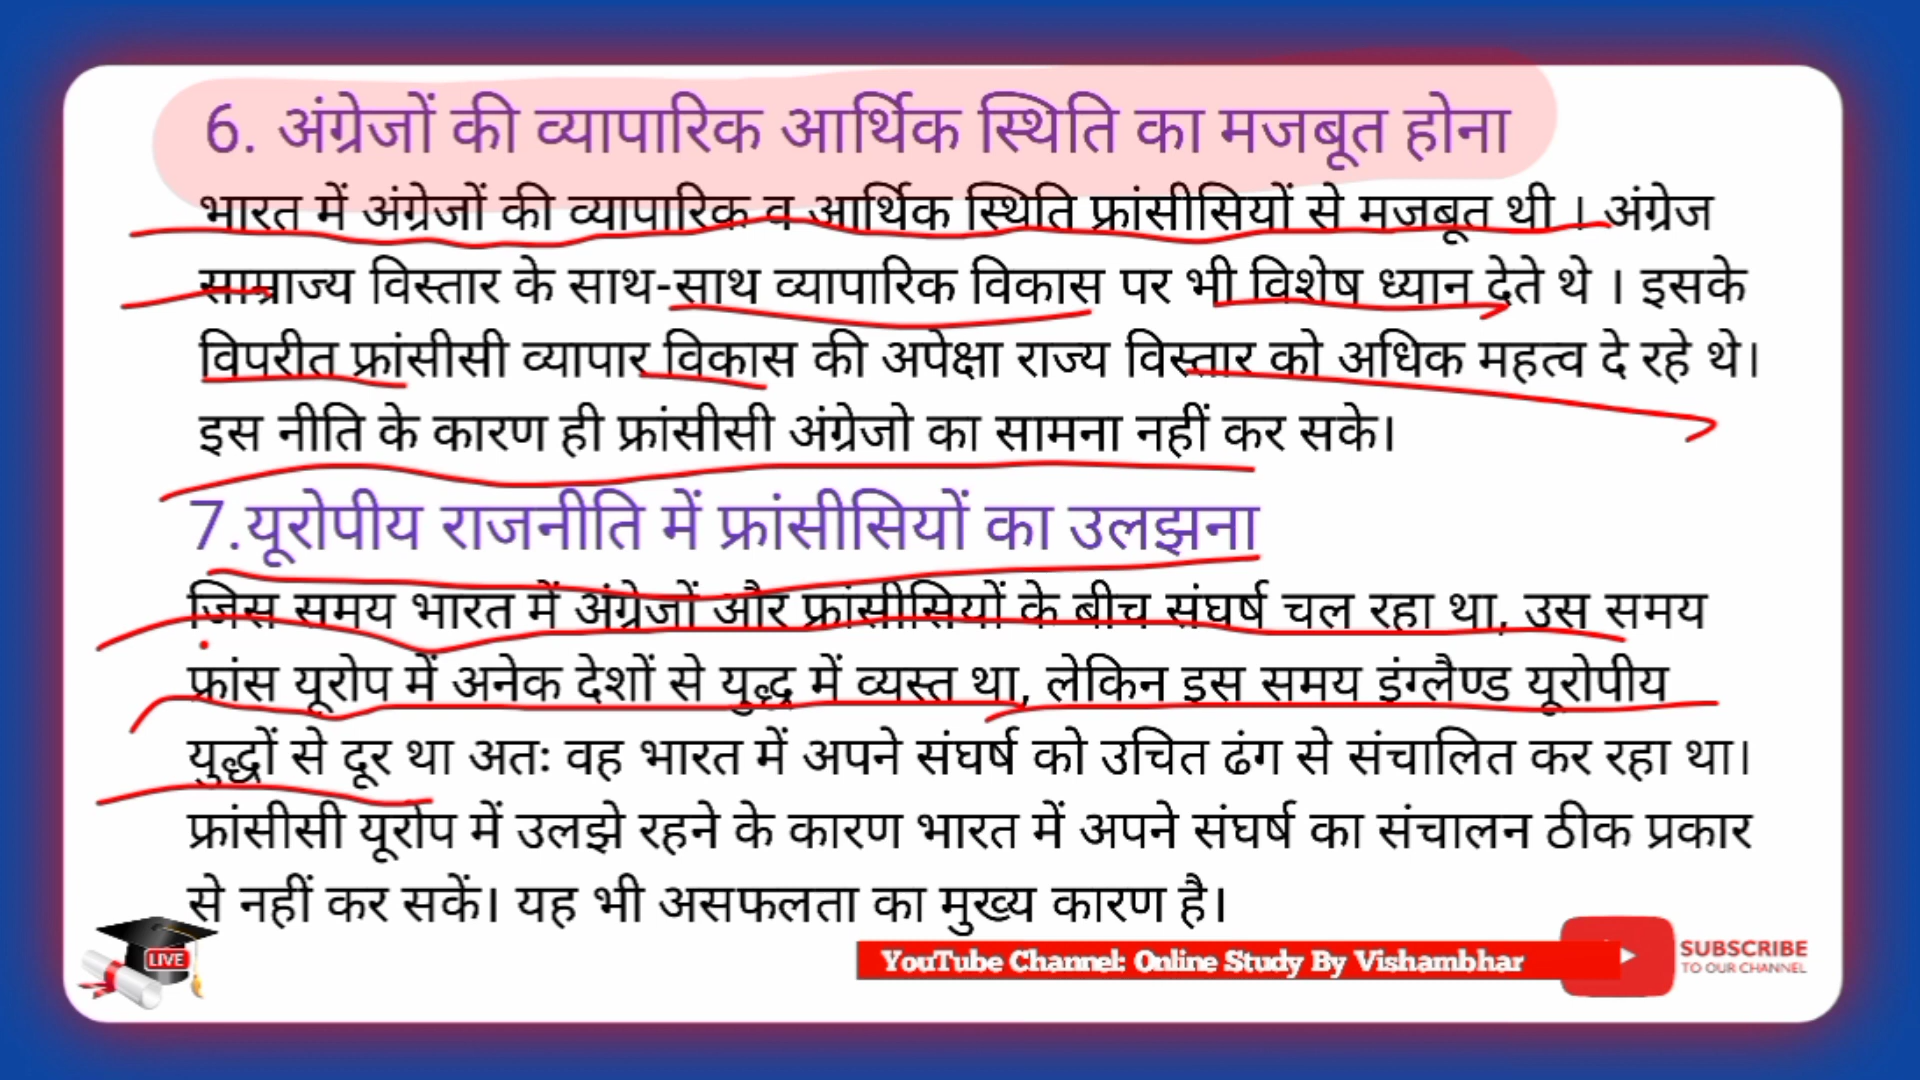 6. अंग्रेजों की व्यापारिक आर्थिक स्थिति का मजबूत होना
भारत में अंग्रेजों की व्यापारिक व आर्थिक स्थिति फ्रांसीसियों से मजबूत थी । अंग्रेज
साम्राज्य विस्तार के साथ-साथ व्यापारिक विकास पर भी विशेष ध्यान देते थे । इसके
विपरीत फ्रांसीसी व्यापार विकास की अपेक्षा राज्य विस्तार को अधिक महत्व दे रहे थे।
इस नीति के कारण ही फ्रांसीसी अंग्रेजो का सामना नहीं कर सके।
7.यूरोपीय राजनीति में फ्रांसीसियों का उलझना
जिस समय भारत में अंग्रेजों और फ्रांसीसियों के बीच संघर्ष चल रहा था, उस समय
फ्रांस यूरोप में अनेक देशों से युद्ध में व्यस्त था, लेकिन इस समय इंग्लैण्ड यूरोपीय
युद्धों से दूर था अतः वह भारत में अपने संघर्ष को उचित ढंग से संचालित कर रहा था।
फ्रांसीसी यूरोप में उलझे रहने के कारण भारत में अपने संघर्ष का संचालन ठीक प्रकार
से नहीं कर सकें। यह भी असफलता का मुख्य कारण है।
LIVE
YouTube Channel: Online Study By Vishambhar
SUBSCRIBE
TO OUR CHANNEL